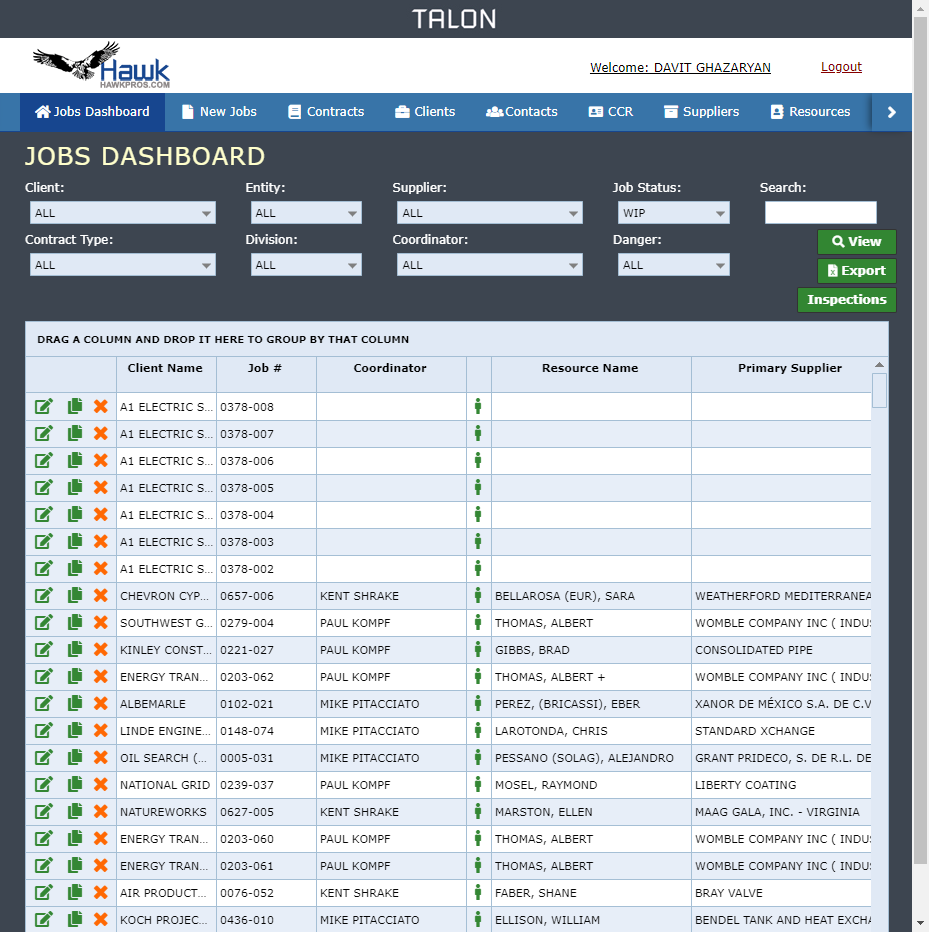 TALON
Hawk
HAWKPROS.COM
Welcome: DAVIT GHAZARYAN Logout
Jobs Dashboard New Jobs Contracts Clients Contacts CCR Suppliers Resources
JOBS DASHBOARD
Client: Entity: Supplier: Job Status: Search:
ALL ALL ALL WIP
Contract Type: Division: Coordinator: Danger:
View
ALL ALL ALL ALL
Export
Inspections
DRAG A COLUMN AND DROP IT HERE TO GROUP BY THAT COLUMN
Client Name Job # Coordinator Resource Name Primary Supplier
A1 ELECTRIC S... 0378-008
A1 ELECTRIC S... 0378-007
A1 ELECTRIC S... 0378-006
A1 ELECTRIC S... 0378-005
A1 ELECTRIC S... 0378-004
A1 ELECTRIC S... 0378-003
A1 ELECTRIC S... 0378-002
CHEVRON CYP... 0657-006 KENT SHRAKE BELLAROSA (EUR), SARA WEATHERFORD MEDITERRANEA
SOUTHWEST G... 0279-004 PAUL KOMPF THOMAS, ALBERT WOMBLE COMPANY INC ( INDUS
KINLEY CONST... 0221-027 PAUL KOMPF GIBBS, BRAD CONSOLIDATED PIPE
ENERGY TRAN... 0203-062 PAUL KOMPF THOMAS, ALBERT + WOMBLE COMPANY INC ( INDUS
ALBEMARLE 0102-021 MIKE PITACCIATO PEREZ, (BRICASSI), EBER XANOR DE MÉXICO S.A. DE C.V
LINDE ENGINE... 0148-074 MIKE PITACCIATO LAROTONDA, CHRIS STANDARD XCHANGE
OIL SEARCH (... 0005-031 MIKE PITACCIATO PESSANO (SOLAG), ALEJANDRO GRANT PRIDECO, S. DE R.L. DE
NATIONAL GRID 0239-037 PAUL KOMPF MOSEL, RAYMOND LIBERTY COATING
NATUREWORKS 0627-005 KENT SHRAKE MARSTON, ELLEN MAAG GALA, INC. - VIRGINIA
ENERGY TRAN... 0203-060 PAUL KOMPF THOMAS, ALBERT WOMBLE COMPANY INC ( INDUS
ENERGY TRAN... 0203-061 PAUL KOMPF THOMAS, ALBERT WOMBLE COMPANY INC ( INDUS
AIR PRODUCT... 0076-052 KENT SHRAKE FABER, SHANE BRAY VALVE
KOCH PROJEC... 0436-010 MIKE PITACCIATO ELLISON, WILLIAM BENDEL TANK AND HEAT EXCHA